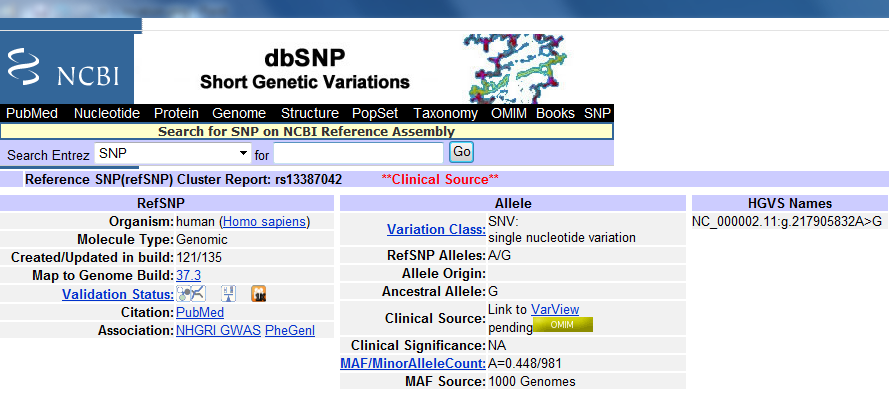 NCBI
dbSNP
Short Genetic Variations
PubMed Nucleotide Protein Genome Structure PopSet Taxonomy OMIM Books SNP
Search for SNP on NCBI Reference Assembly
Search Entrez SNP for Go
Reference SNP(refSNP) Cluster Report: rs13387042 **Clinical Source**
RefSNP
Organism: human (Homo sapiens)
Molecule Type: Genomic
Created/Updated in build: 121/135
Map to Genome Build: 37.3
Validation Status:
Citation: PubMed
Association: NHGRI GWAS PheGenI
Allele
Variation Class: SNV:
single nucleotide variation
RefSNP Alleles: A/G
Allele Origin:
Ancestral Allele: G
Clinical Source: Link to VarView
pending OMIM
Clinical Significance: NA
MAF/MinorAlleleCount: A=0.448/981
MAF Source: 1000 Genomes
HGVS Names
NC_000002.11:g.217905832A>G